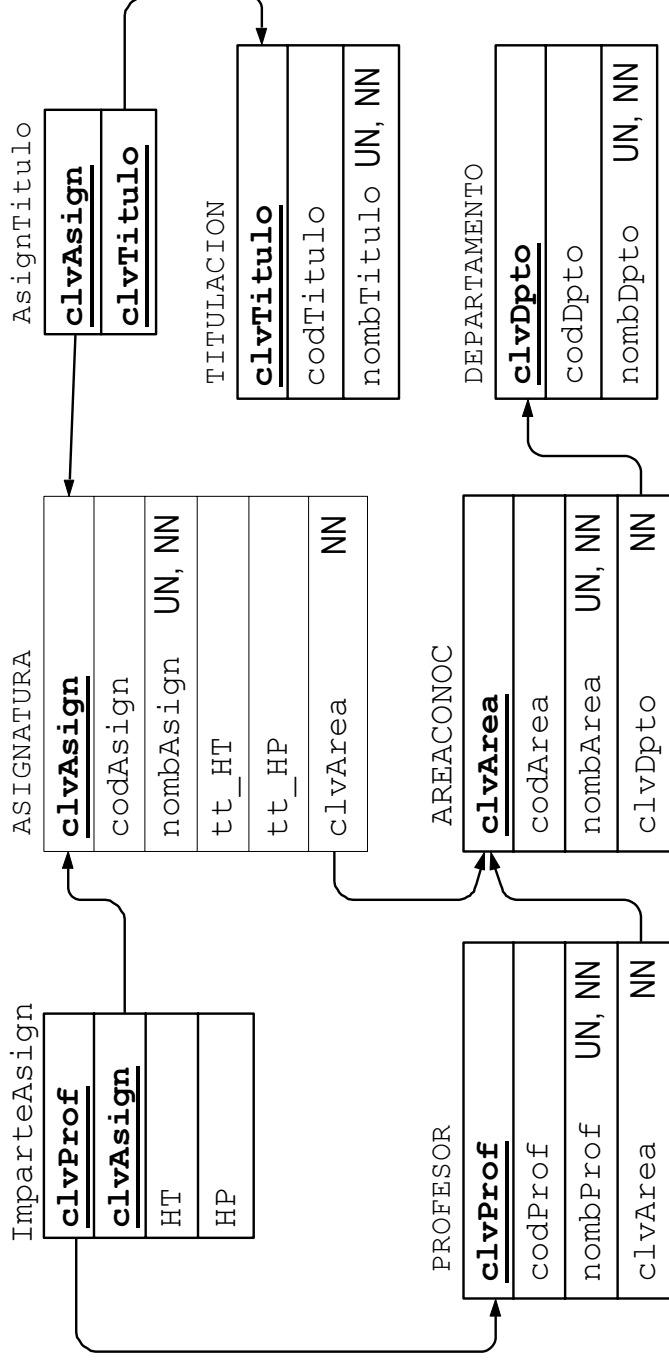 ImparteAsign
clvProf
clvAsign
HT
HP
ASIGNATURA
clvAsign
codAsign
nombAsign UN, NN
tt_HT
tt_HP
clvArea NN
AsignTitulo
clvAsign
clvTitulo
TITULACION
clvTitulo
codTitulo
nombTitulo UN, NN
PROFESOR
clvProf
codProf
nombProf UN, NN
clvArea NN
AREACONOC
clvArea
codArea
nombArea UN, NN
clvDpto NN
DEPARTAMENTO
clvDpto
codDpto
nombDpto UN, NN